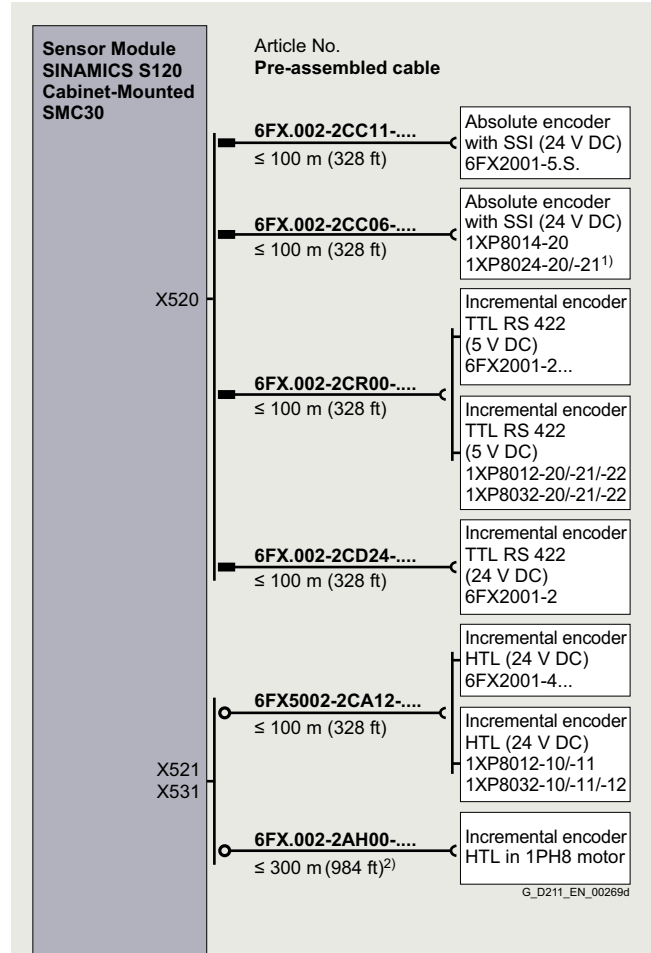 Sensor Module
SINAMICS S120
Cabinet-Mounted
SMC30
Article No.
Pre-assembled cable
6FX.002-2CC11-....
≤ 100 m (328 ft)
Absolute encoder
with SSI (24 V DC)
6FX2001-5.S.
6FX.002-2CC06-....
≤ 100 m (328 ft)
Absolute encoder
with SSI (24 V DC)
1XP8014-20
1XP8024-20/-21¹⁾
X520
Incremental encoder
TTL RS 422
(5 V DC)
6FX2001-2...
6FX.002-2CR00-....
≤ 100 m (328 ft)
Incremental encoder
TTL RS 422
(5 V DC)
1XP8012-20/-21/-22
1XP8032-20/-21/-22
6FX.002-2CD24-....
≤ 100 m (328 ft)
Incremental encoder
TTL RS 422
(24 V DC)
6FX2001-2
Incremental encoder
HTL (24 V DC)
6FX2001-4...
6FX5002-2CA12-....
≤ 100 m (328 ft)
Incremental encoder
HTL (24 V DC)
1XP8012-10/-11
1XP8032-10/-11/-12
X521
X531
6FX.002-2AH00-....
≤ 300 m (984 ft)²⁾
Incremental encoder
HTL in 1PH8 motor
G_D211_EN_00269d